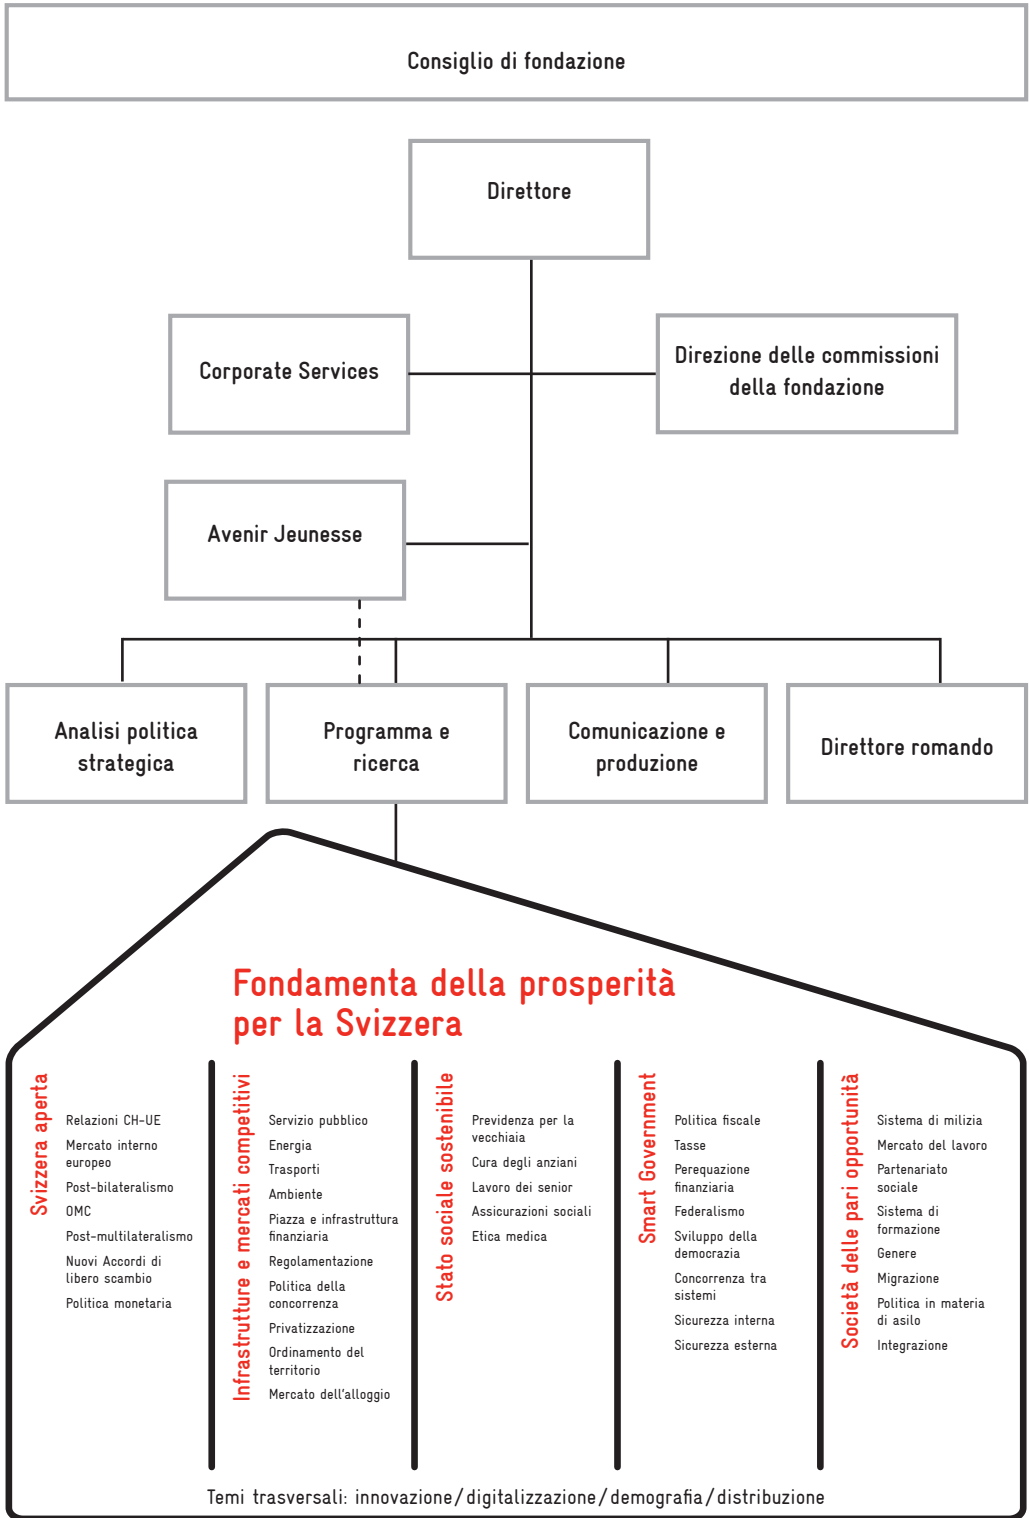 Consiglio di fondazione
Direttore
Corporate Services
Direzione delle commissioni
della fondazione
Avenir Jeunesse
Analisi politica
strategica
Programma e
ricerca
Comunicazione e
produzione
Direttore romando
Fondamenta della prosperità
per la Svizzera
Svizzera aperta
Relazioni CH-UE
Mercato interno
europeo
Post-bilateralismo
OMC
Post-multilateralismo
Nuovi Accordi di
libero scambio
Politica monetaria
Infrastrutture e mercati competitivi
Servizio pubblico
Energia
Trasporti
Ambiente
Piazza e infrastruttura
finanziaria
Regolamentazione
Politica della
concorrenza
Privatizzazione
Ordinamento del
territorio
Mercato dell'alloggio
Stato sociale sostenibile
Previdenza per la
vecchiaia
Cura degli anziani
Lavoro dei senior
Assicurazioni sociali
Etica medica
Smart Government
Politica fiscale
Tasse
Perequazione
finanziaria
Federalismo
Sviluppo della
democrazia
Concorrenza tra
sistemi
Sicurezza interna
Sicurezza esterna
Società delle pari opportunità
Sistema di milizia
Mercato del lavoro
Partenariato
sociale
Sistema di
formazione
Genere
Migrazione
Politica in materia
di asilo
Integrazione
Temi trasversali: innovazione/digitalizzazione/demografia/distribuzione